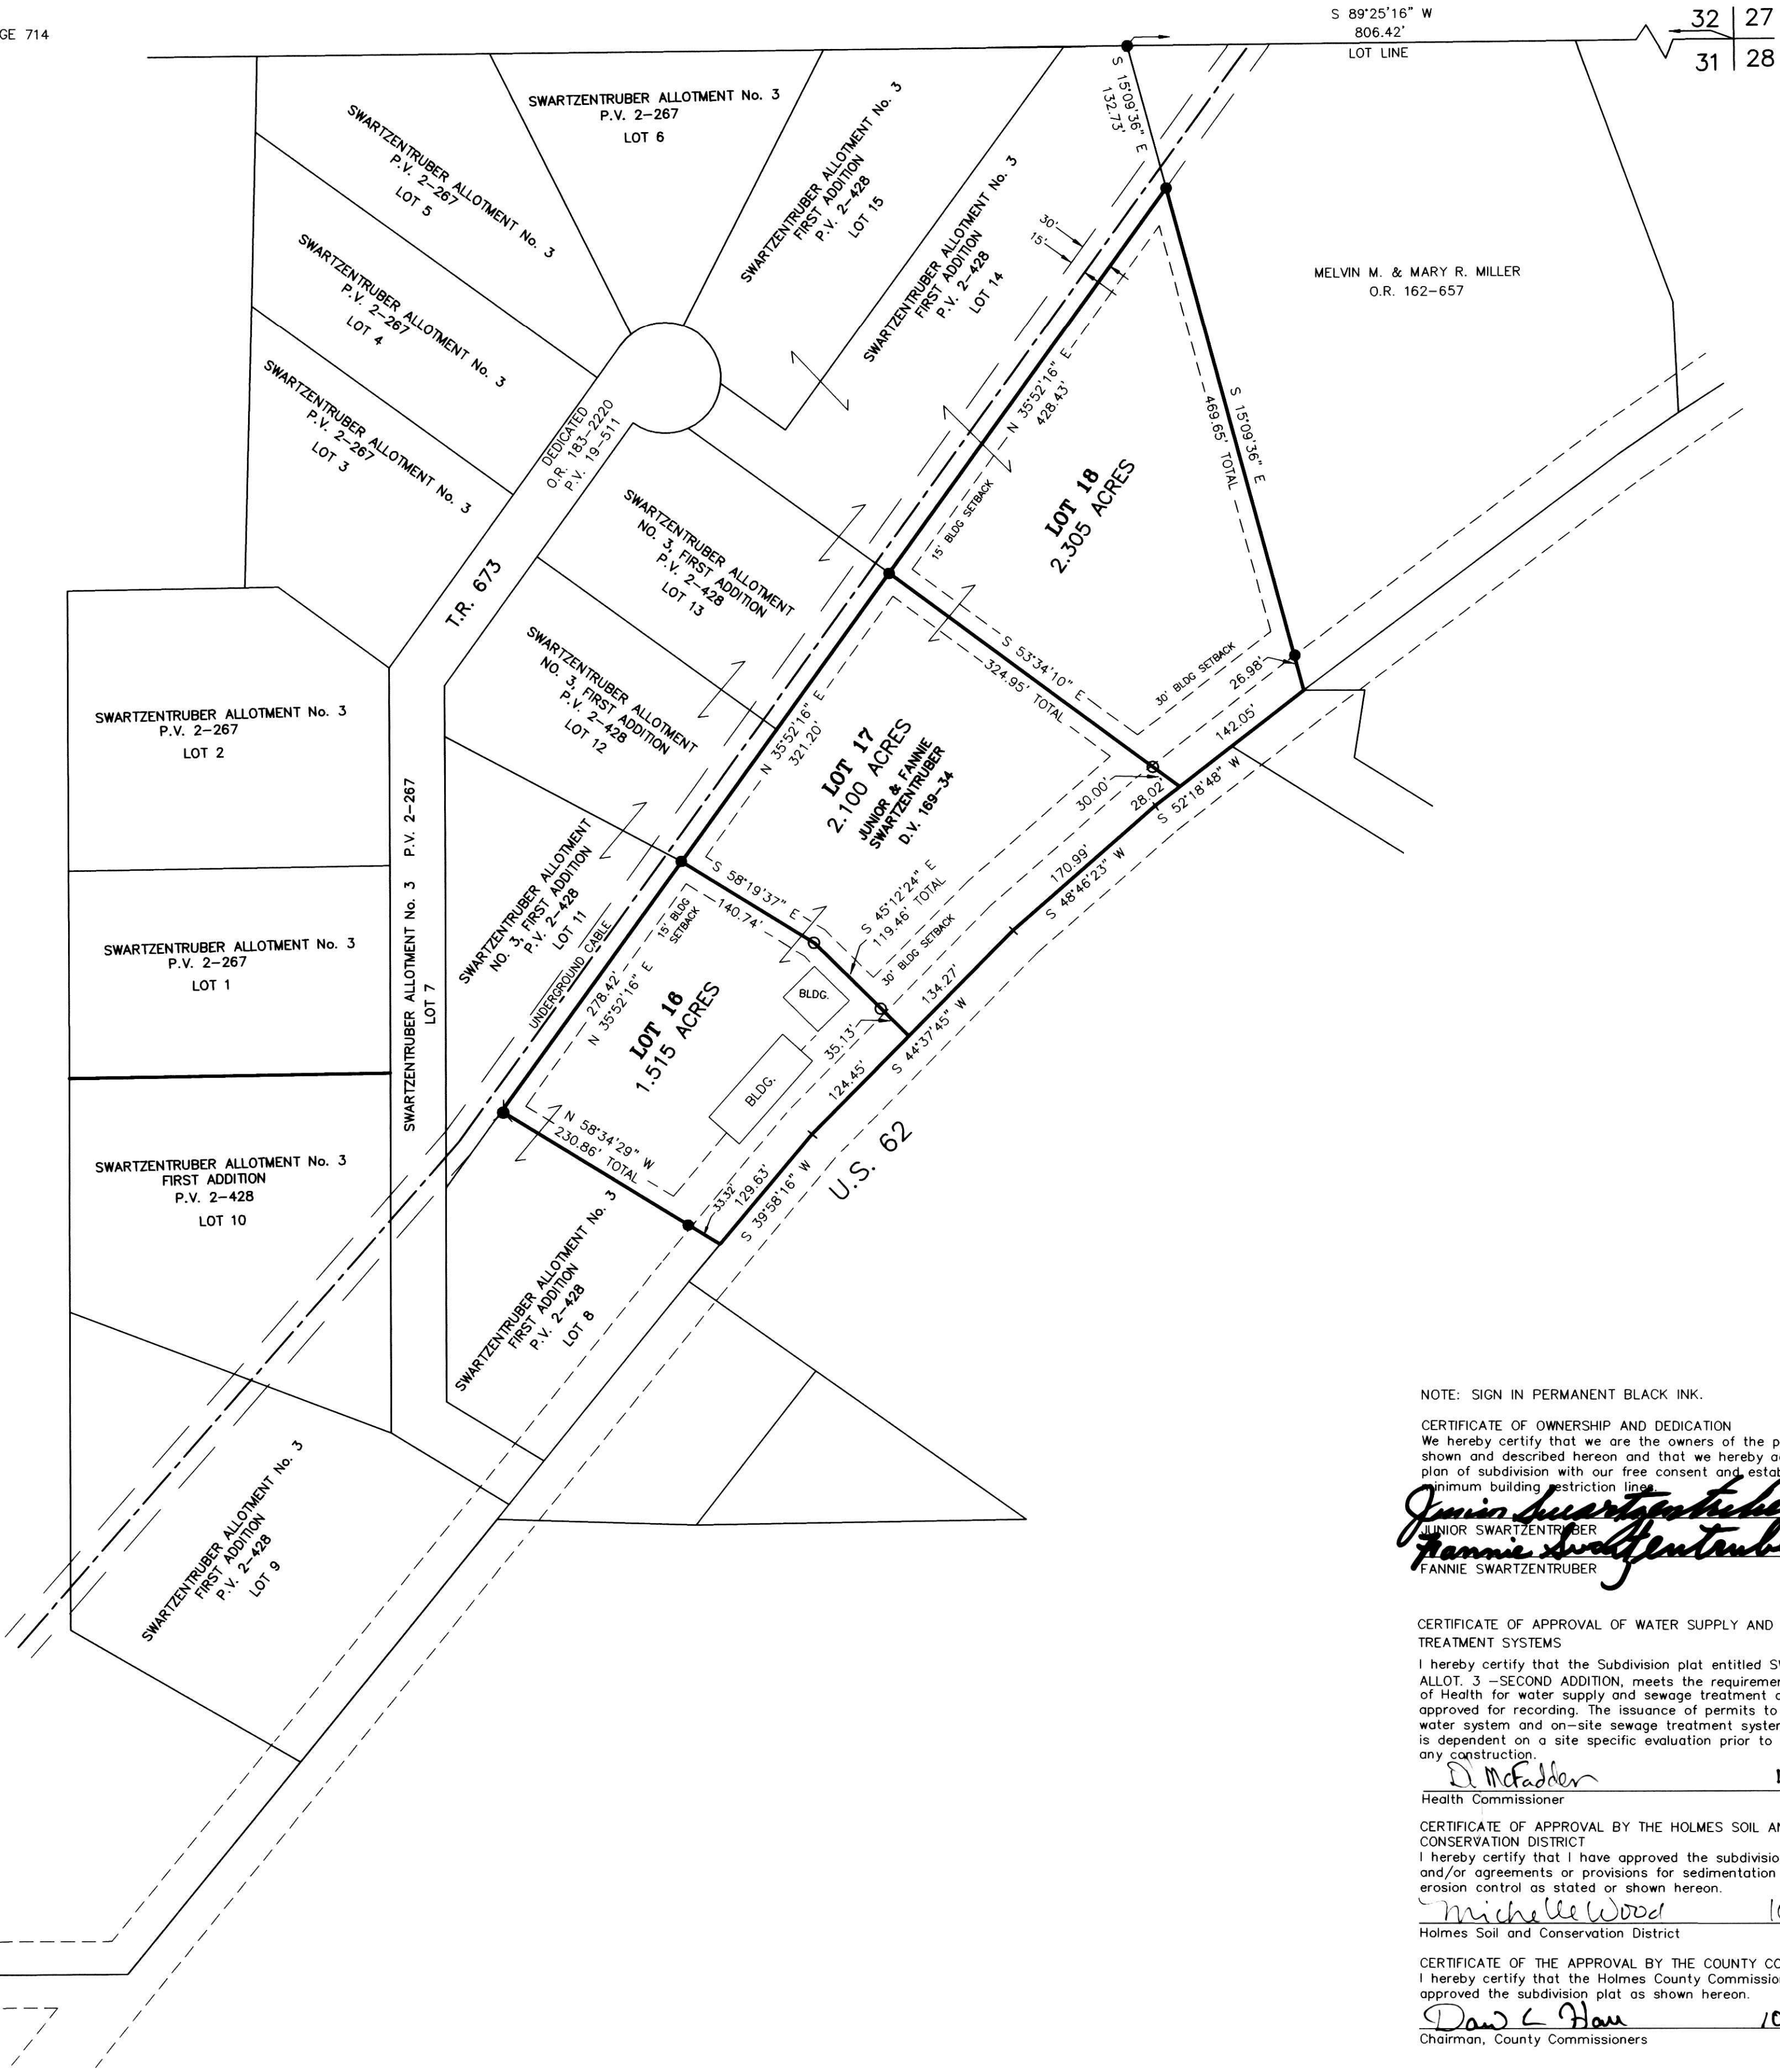 GE 714
S 89°25'16" W
806.42'
LOT LINE
32 27
31 28
S 15°09'36" E
132.73'
SWARTZENTRUBER ALLOTMENT No. 3
P.V. 2-267
LOT 6
SWARTZENTRUBER ALLOTMENT No. 3
P.V. 2-267
LOT 5
SWARTZENTRUBER ALLOTMENT No. 3
FIRST ADDITION
P.V. 2-428
LOT 15
SWARTZENTRUBER ALLOTMENT No. 3
FIRST ADDITION
P.V. 2-428
LOT 14
30'
15'
MELVIN M. & MARY R. MILLER
O.R. 162-657
SWARTZENTRUBER ALLOTMENT No. 3
P.V. 2-267
LOT 4
SWARTZENTRUBER ALLOTMENT No. 3
P.V. 2-267
LOT 3
DEDICATED
O.R. 183-2220
P.V. 19-511
T.R. 673
N 35°52'16" E
428.43'
S 15°09'36" E
469.65' TOTAL
LOT 18
2.305 ACRES
15' BLDG SETBACK
30' BLDG SETBACK
26.98'
142.05'
S 52°18'48" W
28.02'
30.00'
S 53°34'10" E
324.95' TOTAL
SWARTZENTRUBER ALLOTMENT
NO. 3, FIRST ADDITION
P.V. 2-428
LOT 13
SWARTZENTRUBER ALLOTMENT
NO. 3, FIRST ADDITION
P.V. 2-428
LOT 12
N 35°52'16" E
321.20'
LOT 17
2.100 ACRES
JUNIOR & FANNIE
SWARTZENTRUBER
D.V. 169-34
170.99'
S 48°46'23" W
SWARTZENTRUBER ALLOTMENT No. 3
P.V. 2-267
LOT 2
SWARTZENTRUBER ALLOTMENT No. 3 P.V. 2-267
LOT 7
SWARTZENTRUBER ALLOTMENT
NO. 3, FIRST ADDITION
P.V. 2-428
LOT 11
UNDERGROUND CABLE
S 58°19'37" E
140.74'
S 45°12'24" E
119.46' TOTAL
30' BLDG SETBACK
15' BLDG
SETBACK
278.42'
N 35°52'16" E
LOT 16
1.515 ACRES
BLDG.
BLDG.
35.13'
134.27'
S 44°37'45" W
124.45'
N 58°34'29" W
230.86' TOTAL
33.32'
129.63'
S 39°58'16" W
U.S. 62
SWARTZENTRUBER ALLOTMENT No. 3
P.V. 2-267
LOT 1
SWARTZENTRUBER ALLOTMENT No. 3
FIRST ADDITION
P.V. 2-428
LOT 10
SWARTZENTRUBER ALLOTMENT No. 3
FIRST ADDITION
P.V. 2-428
LOT 8
SWARTZENTRUBER ALLOTMENT No. 3
FIRST ADDITION
P.V. 2-428
LOT 9
NOTE: SIGN IN PERMANENT BLACK INK.
CERTIFICATE OF OWNERSHIP AND DEDICATION
We hereby certify that we are the owners of the p
shown and described hereon and that we hereby a
plan of subdivision with our free consent and estab
minimum building restriction lines.
Junior Swartzentrube
JUNIOR SWARTZENTRUBER
Fannie Swartzentrub
FANNIE SWARTZENTRUBER
CERTIFICATE OF APPROVAL OF WATER SUPPLY AND
TREATMENT SYSTEMS
I hereby certify that the Subdivision plat entitled S
ALLOT. 3 -SECOND ADDITION, meets the requiremen
of Health for water supply and sewage treatment
approved for recording. The issuance of permits to
water system and on-site sewage treatment system
is dependent on a site specific evaluation prior to
any construction.
D. McFadden
Health Commissioner
CERTIFICATE OF APPROVAL BY THE HOLMES SOIL A
CONSERVATION DISTRICT
I hereby certify that I have approved the subdivisio
and/or agreements or provisions for sedimentation
erosion control as stated or shown hereon.
Michelle Wood 1
Holmes Soil and Conservation District
CERTIFICATE OF THE APPROVAL BY THE COUNTY CO
I hereby certify that the Holmes County Commissio
approved the subdivision plat as shown hereon.
10
Chairman, County Commissioners